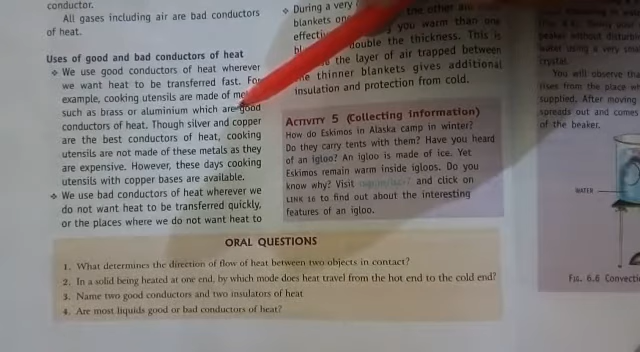 conductor.
All gases including air are bad conductors
of heat.
Uses of good and bad conductors of heat
❖ We use good conductors of heat wherever
we want heat to be transferred fast. For
example, cooking utensils are made of
such as brass or aluminium which are good
conductors of heat. Though silver and copper
are the best conductors of heat, cooking
utensils are not made of these metals as they
are expensive. However, these days cooking
utensils with copper bases are available.
❖ We use bad conductors of heat wherever we
do not want heat to be transferred quickly,
or the places where we do not want heat to
❖ During a very
blankets one the other
you warm than one
double the thickness. This is
the layer of air trapped between
thinner blankets gives additional
insulation and protection from cold.
ACTIVITY 5 (Collecting information)
How do Eskimos in Alaska camp in winter?
Do they carry tents with them? Have you heard
of an igloo? An igloo is made of ice. Yet
Eskimos remain warm inside igloos. Do you
know why? Visit and click on
LINK 10 to find out about the interesting
features of an igloo.
ORAL QUESTIONS
1. What determines the direction of flow of heat between two objects in contact?
2. In a solid being heated at one end, by which mode does heat travel from the hot end to the cold end?
3. Name two good conductors and two insulators of heat
4. Are most liquids good or bad conductors of heat?
beaker without
water using a very
crystal.
You will observe
rises from the place
supplied. After moving
spreads out and comes
of the beaker.
WATER
FIG. 6.6